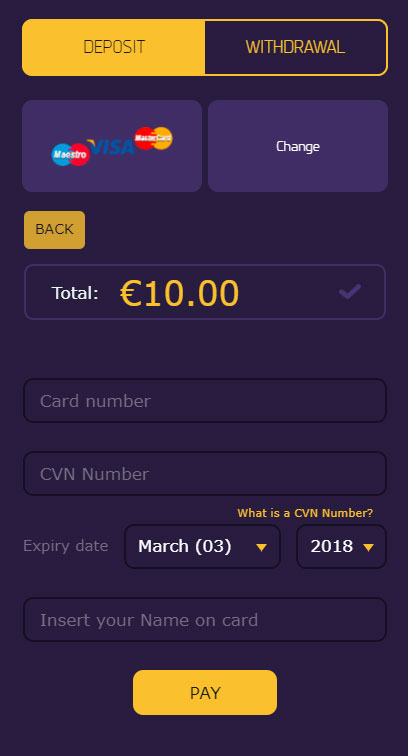 DEPOSIT WITHDRAWAL
Maestro VISA MasterCard Change
BACK
Total: €10.00
Card number
CVN Number
What is a CVN Number?
Expiry date March (03) 2018
Insert your Name on card
PAY